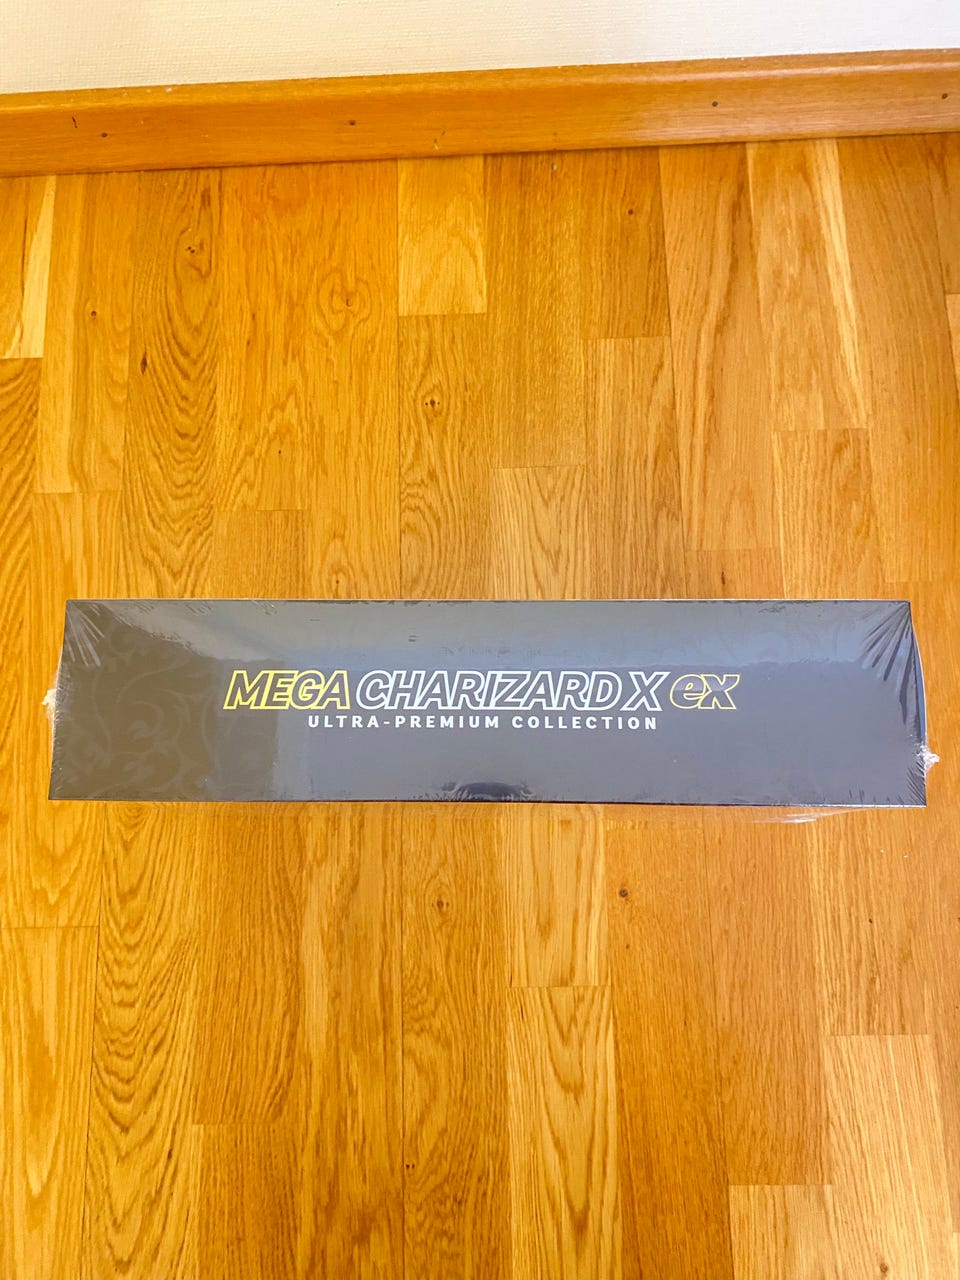 MEGA CHARIZARD X ex
ULTRA-PREMIUM COLLECTION